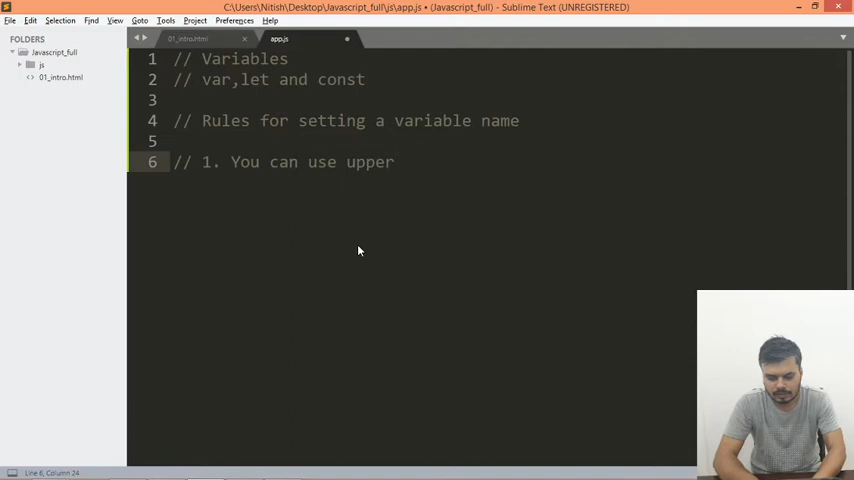 C:\Users\Nitish\Desktop\Javascript_full\js\app.js • (Javascript_full) - Sublime Text (UNREGISTERED)
File Edit Selection Find View Goto Tools Project Preferences Help
FOLDERS
Javascript_full
js
01_intro.html
01_intro.html
app.js
1 // Variables
2 // var,let and const
3
4 // Rules for setting a variable name
5
6 // 1. You can use upper
Line 6, Column 24